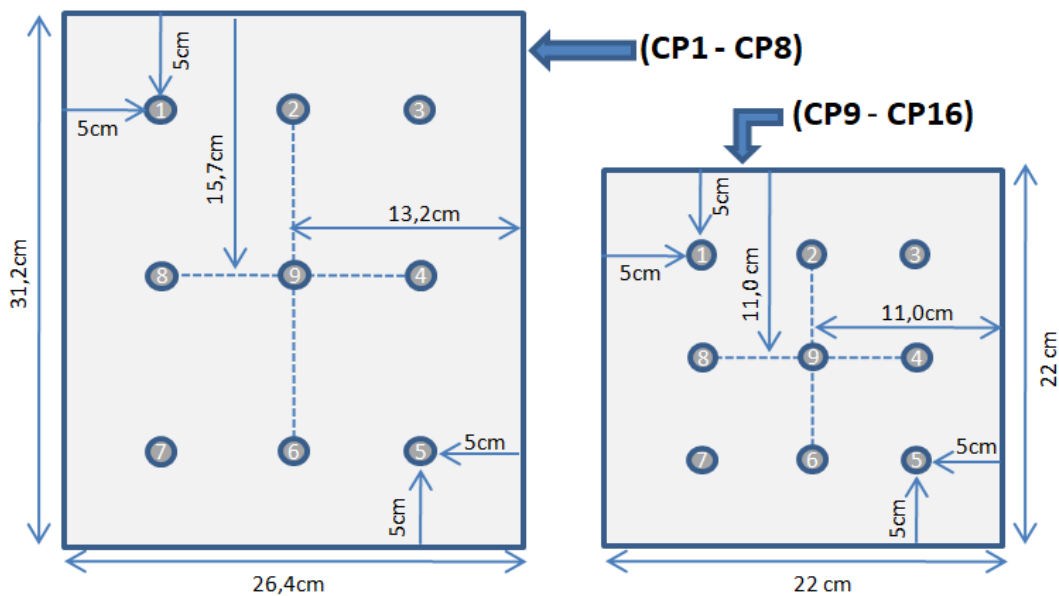 (CP1 - CP8)
5cm
5cm
1
2
3
15,7cm
13,2cm
8
9
4
31,2cm
7
6
5
5cm
5cm
26,4cm
(CP9 - CP16)
5cm
5cm
1
2
3
11,0 cm
11,0cm
8
9
4
22 cm
7
6
5
5cm
5cm
22 cm